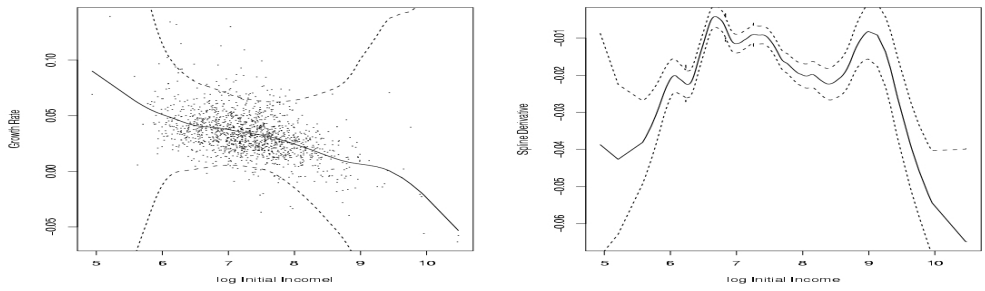 Growth Rate
0.10
0.05
0.00
-0.05
5 6 7 8 9 10
log Initial Incomel
Spline Derivative
-0.01
-0.02
-0.03
-0.04
-0.05
-0.06
5 6 7 8 9 10
log Initial Income